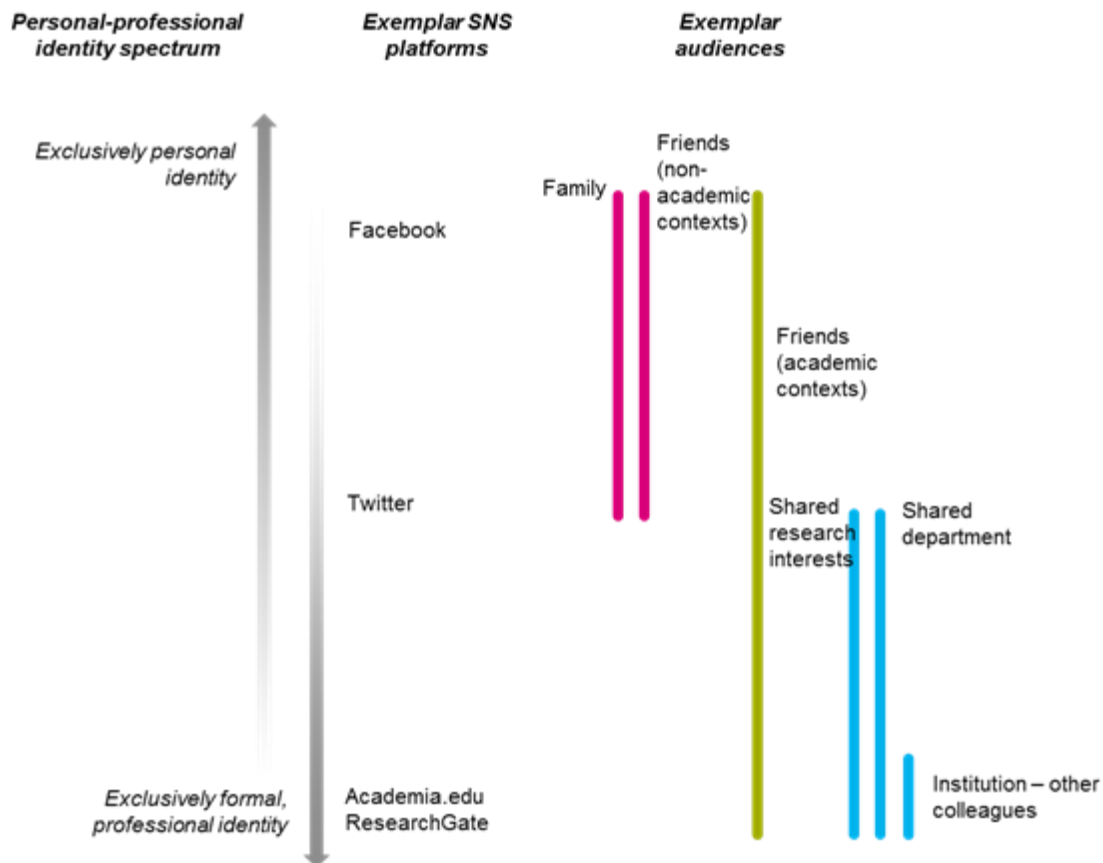 Personal-professional
identity spectrum
Exemplar SNS
platforms
Exemplar
audiences
Exclusively personal
identity
Facebook
Family
Friends
(non-
academic
contexts)
Friends
(academic
contexts)
Twitter
Shared
research
interests
Shared
department
Exclusively formal,
professional identity
Academia.edu
ResearchGate
Institution – other
colleagues